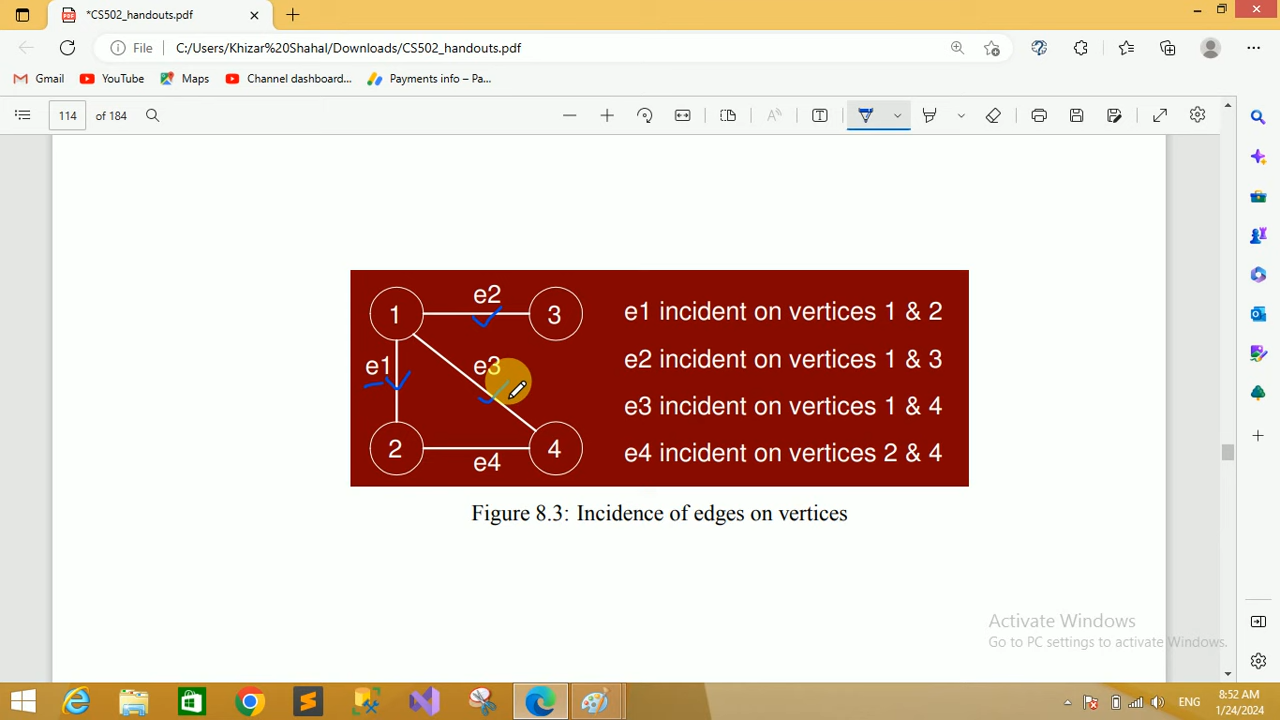 *CS502_handouts.pdf
File C:/Users/Khizar%20Shahal/Downloads/CS502_handouts.pdf
Gmail YouTube Maps Channel dashboard... Payments info – Pa...
114 of 184
1 e2 3
e1 e3
2 e4 4
e1 incident on vertices 1 & 2
e2 incident on vertices 1 & 3
e3 incident on vertices 1 & 4
e4 incident on vertices 2 & 4
Figure 8.3: Incidence of edges on vertices
Activate Windows
Go to PC settings to activate Windows.
ENG
8:52 AM
1/24/2024